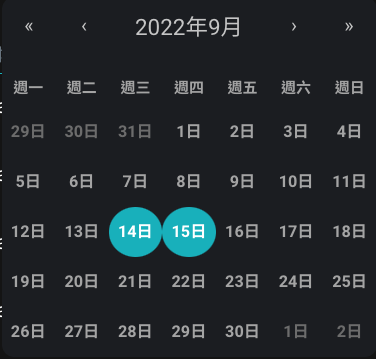 « ‹ 2022年9月 › »
週一 週二 週三 週四 週五 週六 週日
29日 30日 31日 1日 2日 3日 4日
5日 6日 7日 8日 9日 10日 11日
12日 13日 14日 15日 16日 17日 18日
19日 20日 21日 22日 23日 24日 25日
26日 27日 28日 29日 30日 1日 2日